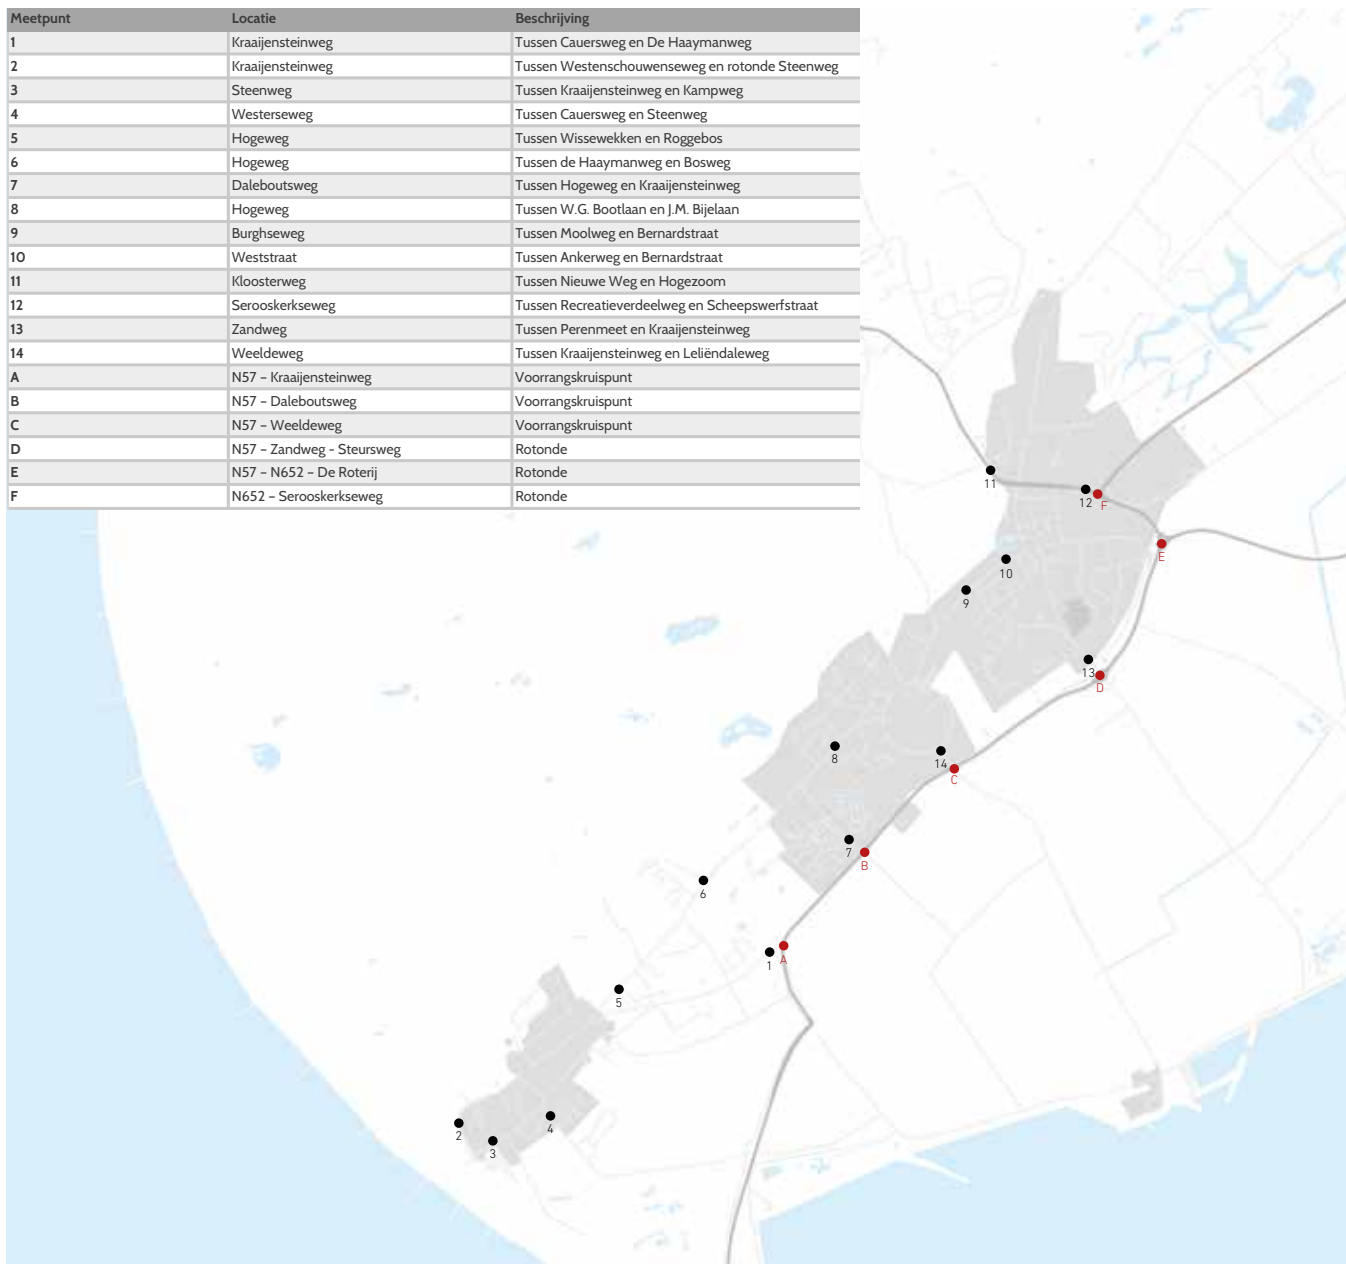 Meetpunt Locatie Beschrijving
1 Kraaijensteinweg Tussen Cauersweg en De Haaymanweg
2 Kraaijensteinweg Tussen Westenschouwenseweg en rotonde Steenweg
3 Steenweg Tussen Kraaijensteinweg en Kampweg
4 Westerseweg Tussen Cauersweg en Steenweg
5 Hogeweg Tussen Wissewekken en Roggebos
6 Hogeweg Tussen de Haaymanweg en Bosweg
7 Daleboutsweg Tussen Hogeweg en Kraaijensteinweg
8 Hogeweg Tussen W.G. Bootlaan en J.M. Bijelaan
9 Burghseweg Tussen Moolweg en Bernardstraat
10 Weststraat Tussen Ankerweg en Bernardstraat
11 Kloosterweg Tussen Nieuwe Weg en Hogezoom
12 Serooskerkseweg Tussen Recreatieverdeelweg en Scheepswerfstraat
13 Zandweg Tussen Perenmeet en Kraaijensteinweg
14 Weeldeweg Tussen Kraaijensteinweg en Leliëndaleweg
A N57 – Kraaijensteinweg Voorrangskruispunt
B N57 – Daleboutsweg Voorrangskruispunt
C N57 – Weeldeweg Voorrangskruispunt
D N57 – Zandweg - Steursweg Rotonde
E N57 – N652 – De Roterij Rotonde
F N652 – Serooskerkseweg Rotonde
11
12
F
E
10
9
13
D
8
14
C
7
B
6
1
A
5
4
2
3